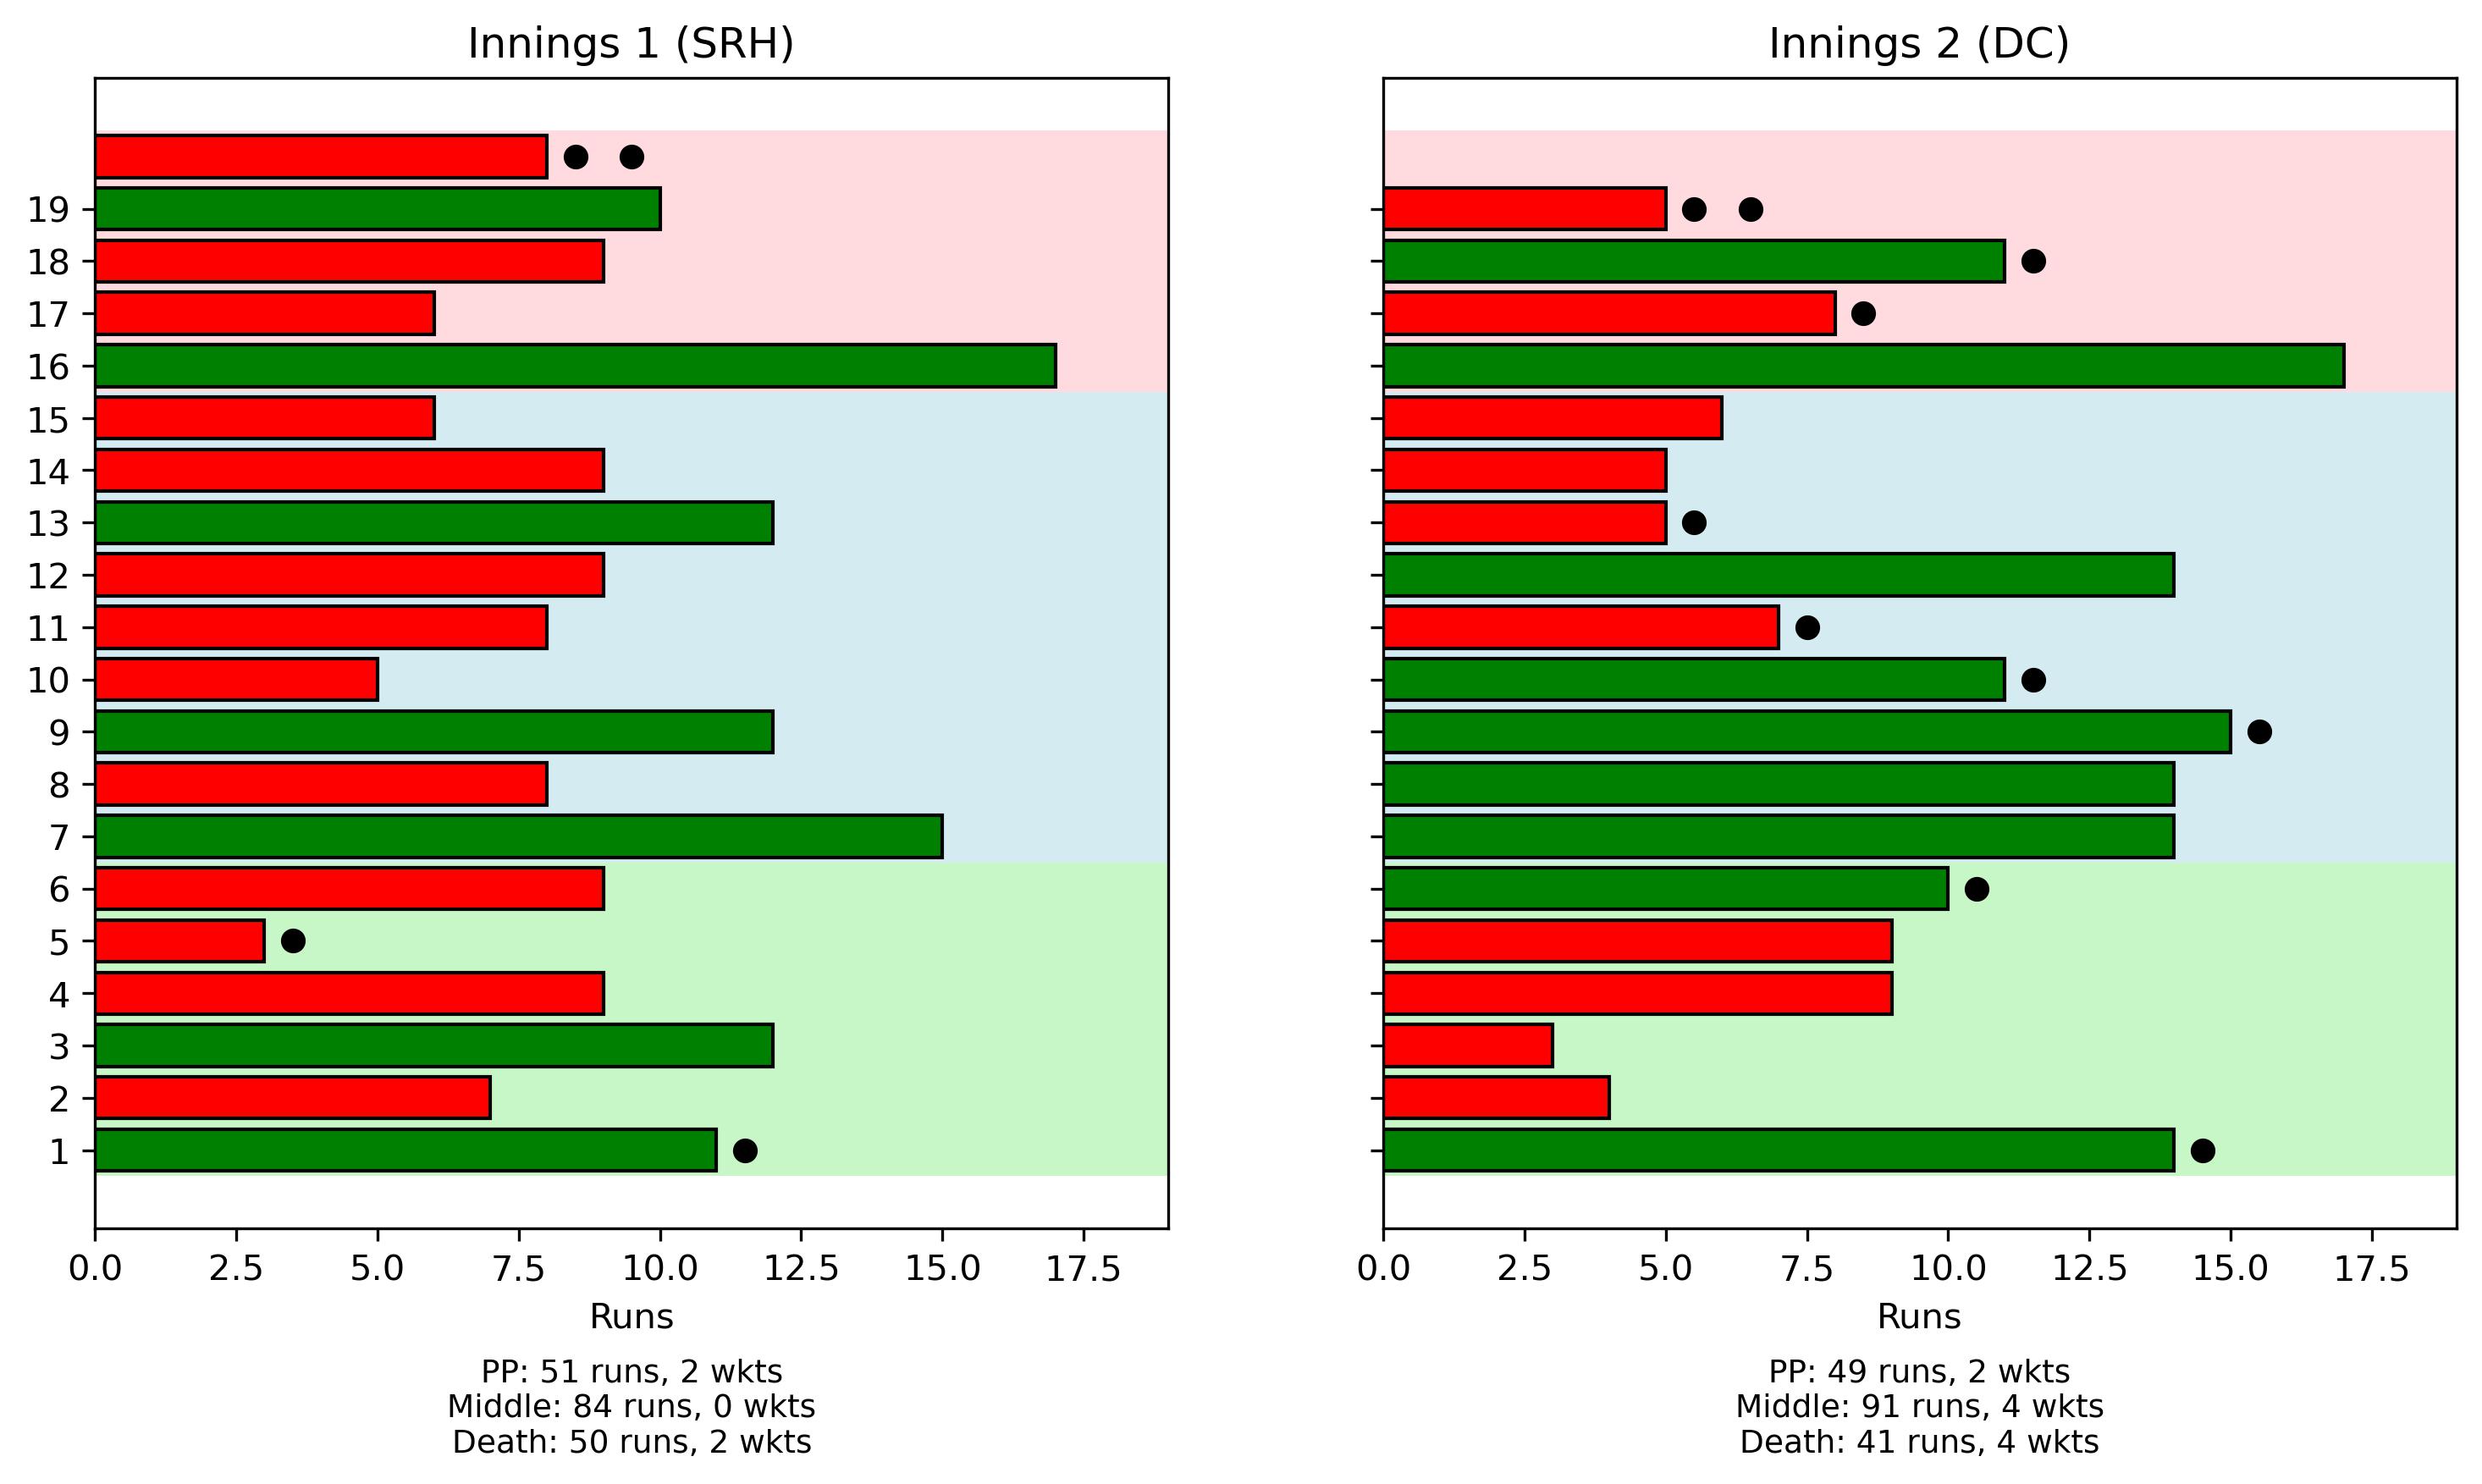 Innings 1 (SRH)
19
18
17
16
15
14
13
12
11
10
9
8
7
6
5
4
3
2
1
0.0 2.5 5.0 7.5 10.0 12.5 15.0 17.5
Runs
PP: 51 runs, 2 wkts
Middle: 84 runs, 0 wkts
Death: 50 runs, 2 wkts
Innings 2 (DC)
0.0 2.5 5.0 7.5 10.0 12.5 15.0 17.5
Runs
PP: 49 runs, 2 wkts
Middle: 91 runs, 4 wkts
Death: 41 runs, 4 wkts